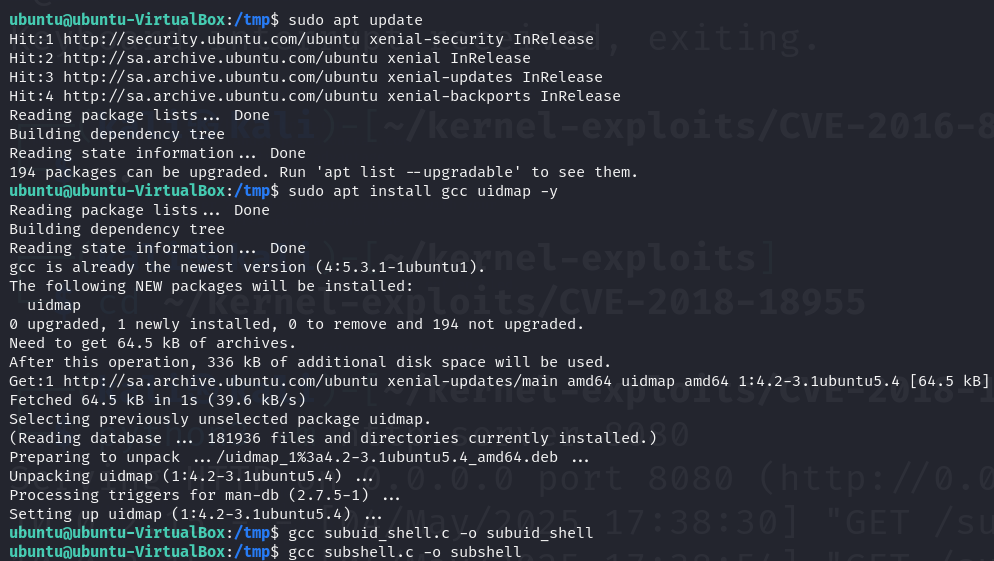 ubuntu@ubuntu-VirtualBox:/tmp$ sudo apt update
Hit:1 http://security.ubuntu.com/ubuntu xenial-security InRelease
Hit:2 http://sa.archive.ubuntu.com/ubuntu xenial InRelease
Hit:3 http://sa.archive.ubuntu.com/ubuntu xenial-updates InRelease
Hit:4 http://sa.archive.ubuntu.com/ubuntu xenial-backports InRelease
Reading package lists... Done
Building dependency tree
Reading state information... Done
194 packages can be upgraded. Run 'apt list --upgradable' to see them.
ubuntu@ubuntu-VirtualBox:/tmp$ sudo apt install gcc uidmap -y
Reading package lists... Done
Building dependency tree
Reading state information... Done
gcc is already the newest version (4:5.3.1-1ubuntu1).
The following NEW packages will be installed:
  uidmap
0 upgraded, 1 newly installed, 0 to remove and 194 not upgraded.
Need to get 64.5 kB of archives.
After this operation, 336 kB of additional disk space will be used.
Get:1 http://sa.archive.ubuntu.com/ubuntu xenial-updates/main amd64 uidmap amd64 1:4.2-3.1ubuntu5.4 [64.5 kB]
Fetched 64.5 kB in 1s (39.6 kB/s)
Selecting previously unselected package uidmap.
(Reading database ... 181936 files and directories currently installed.)
Preparing to unpack .../uidmap_1%3a4.2-3.1ubuntu5.4_amd64.deb ...
Unpacking uidmap (1:4.2-3.1ubuntu5.4) ...
Processing triggers for man-db (2.7.5-1) ...
Setting up uidmap (1:4.2-3.1ubuntu5.4) ...
ubuntu@ubuntu-VirtualBox:/tmp$ gcc subuid_shell.c -o subuid_shell
ubuntu@ubuntu-VirtualBox:/tmp$ gcc subshell.c -o subshell